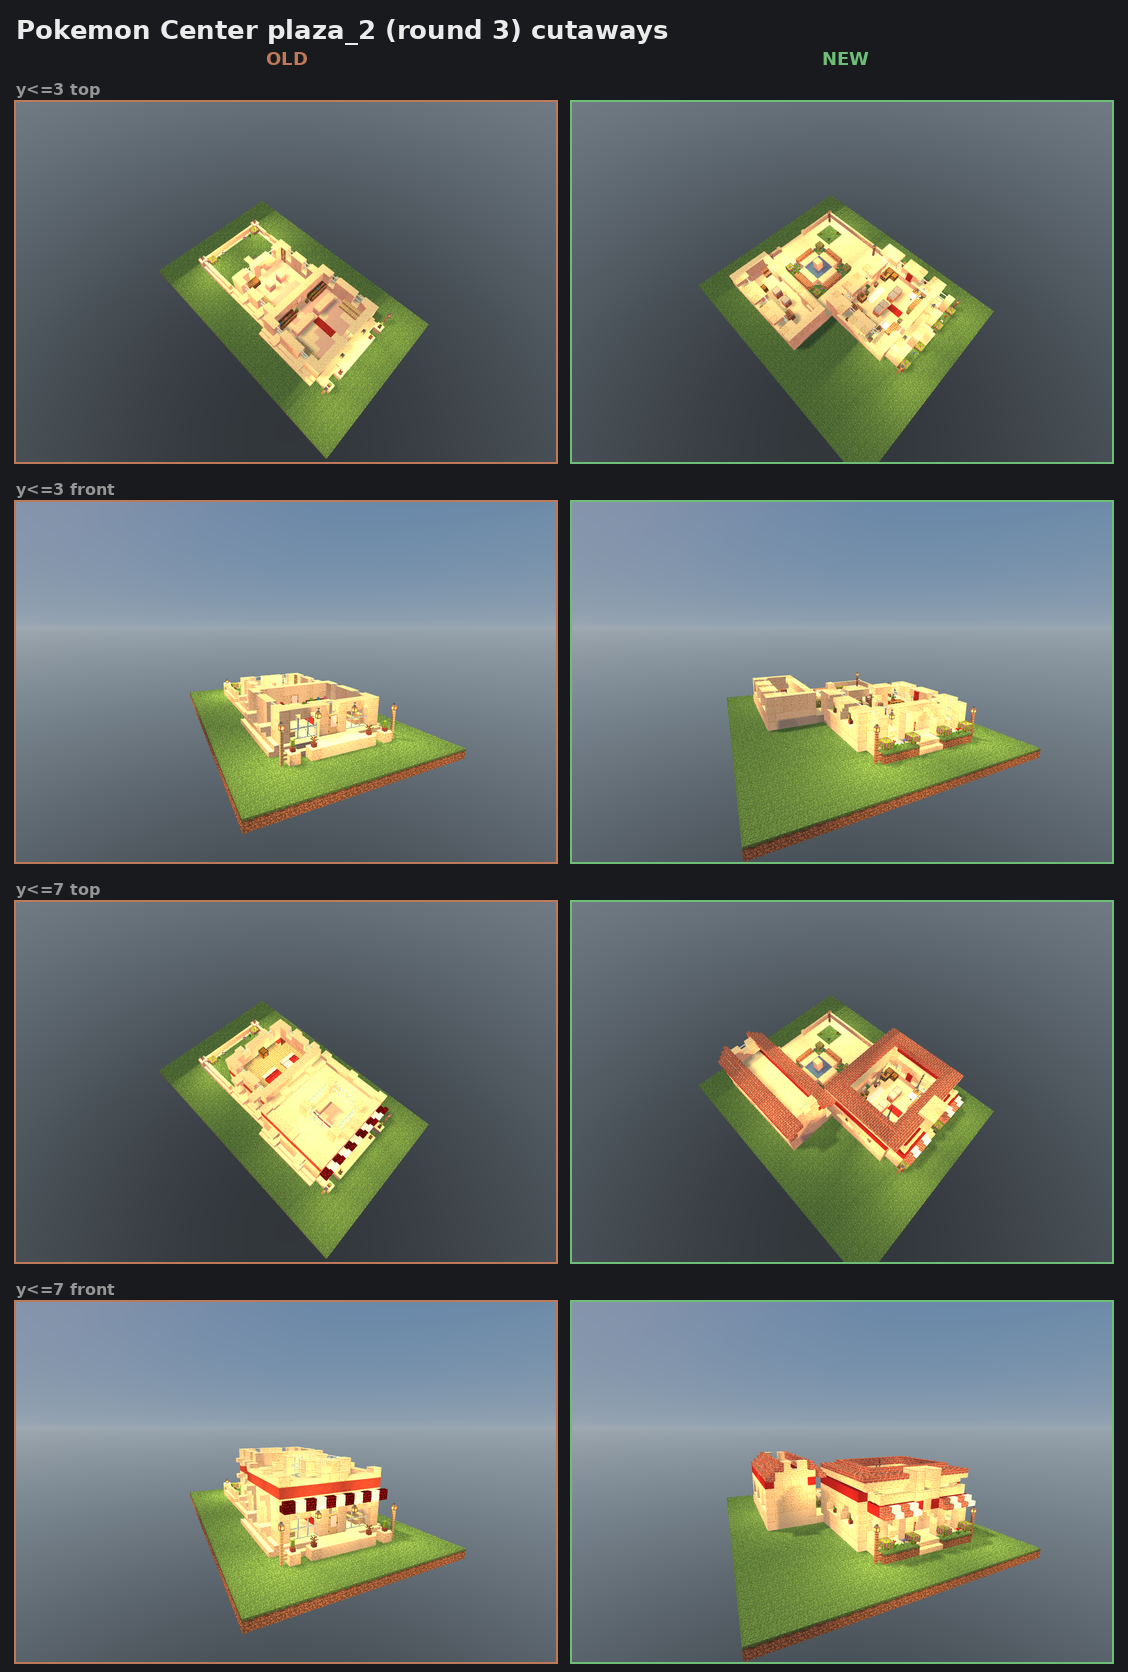 Pokemon Center plaza_2 (round 3) cutaways
OLD NEW
y<=3 top
y<=3 front
y<=7 top
y<=7 front